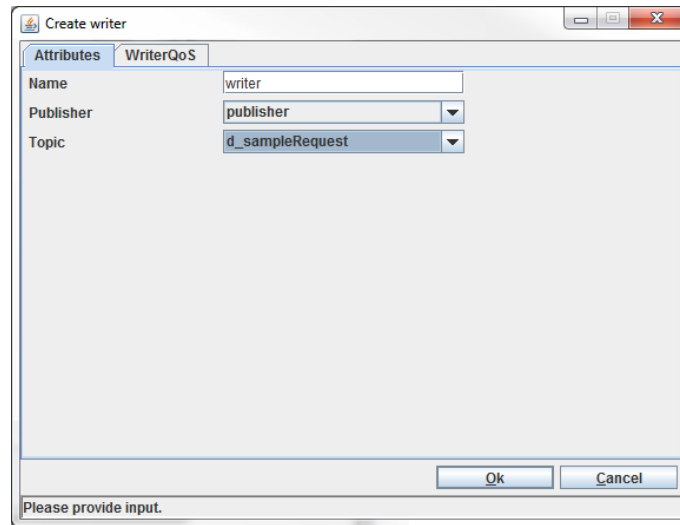 Create writer
Attributes WriterQoS
Name writer
Publisher publisher
Topic d_sampleRequest
Ok Cancel
Please provide input.